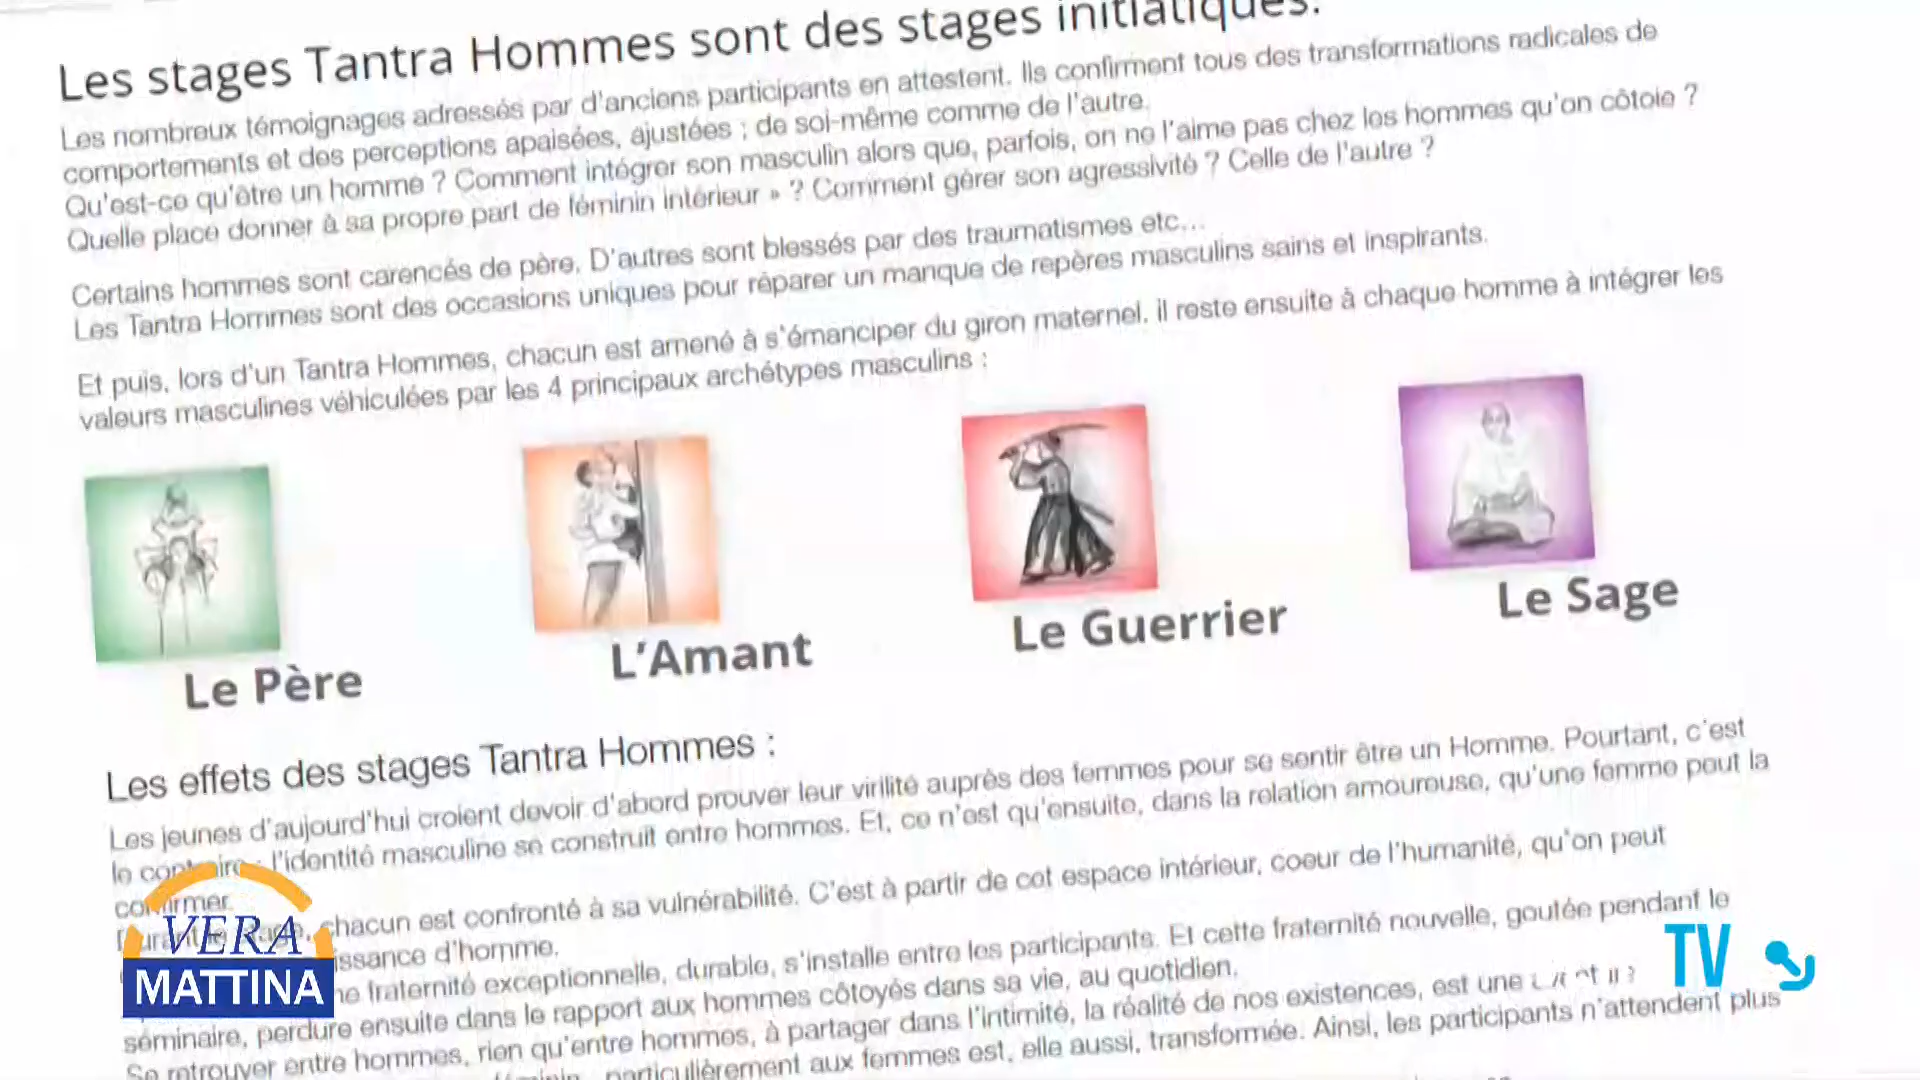 Les stages Tantra Hommes sont des stages initiatiques.
Les nombreux témoignages adressés par d'anciens participants en attestent. Ils confirment tous des transformations radicales de
comportements et des perceptions apaisées, ajustées ; de soi-même comme de l'autre.
Qu'est-ce qu'être un homme ? Comment intégrer son masculin alors que, parfois, on ne l'aime pas chez les hommes qu'on côtoie ?
Quelle place donner à sa propre part de féminin intérieur » ? Comment gérer son agressivité ? Celle de l'autre ?
Certains hommes sont carencés de père. D'autres sont blessés par des traumatismes etc...
Les Tantra Hommes sont des occasions uniques pour réparer un manque de repères masculins sains et inspirants.
Et puis, lors d'un Tantra Hommes, chacun est amené à s'émanciper du giron maternel. il reste ensuite à chaque homme à intégrer les
valeurs masculines véhiculées par les 4 principaux archétypes masculins :
Le Père
L'Amant
Le Guerrier
Le Sage
Les effets des stages Tantra Hommes :
Les jeunes d'aujourd'hui croient devoir d'abord prouver leur virilité auprès des femmes pour se sentir être un Homme. Pourtant, c'est
le contraire : l'identité masculine se construit entre hommes. Et, ce n'est qu'ensuite, dans la relation amoureuse, qu'une femme peut la
confirmer.
chacun est confronté à sa vulnérabilité. C'est à partir de cet espace intérieur, coeur de l'humanité, qu'on peut
issance d'homme.
ne fraternité exceptionnelle, durable, s'installe entre les participants. Et cette fraternité nouvelle, goutée pendant le
séminaire, perdure ensuite dans le rapport aux hommes côtoyés dans sa vie, au quotidien.
Se retrouver entre hommes, rien qu'entre hommes, à partager dans l'intimité, la réalité de nos existences, est une
particulièrement aux femmes est, elle aussi, transformée. Ainsi, les participants n'attendent plus
VERA
MATTINA
TV